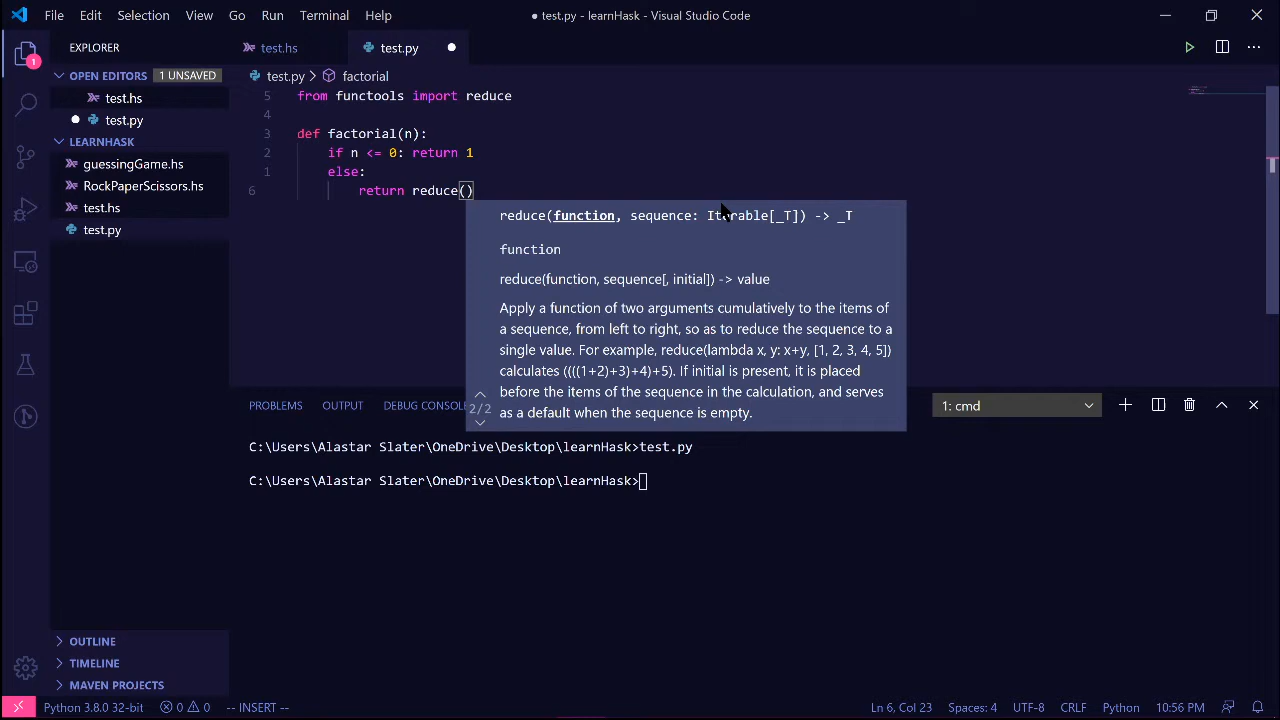 File Edit Selection View Go Run Terminal Help
● test.py - learnHask - Visual Studio Code
EXPLORER
test.hs
test.py
1
OPEN EDITORS 1 UNSAVED
test.hs
test.py
LEARNHASK
guessingGame.hs
RockPaperScissors.hs
test.hs
test.py
OUTLINE
TIMELINE
MAVEN PROJECTS
test.py > factorial
5 from functools import reduce
4
3 def factorial(n):
2 if n <= 0: return 1
1 else:
6 return reduce()
reduce(function, sequence: Iterable[_T]) -> _T
function
reduce(function, sequence[, initial]) -> value
Apply a function of two arguments cumulatively to the items of
a sequence, from left to right, so as to reduce the sequence to a
single value. For example, reduce(lambda x, y: x+y, [1, 2, 3, 4, 5])
calculates ((((1+2)+3)+4)+5). If initial is present, it is placed
before the items of the sequence in the calculation, and serves
as a default when the sequence is empty.
2/2
PROBLEMS OUTPUT DEBUG CONSOL
1: cmd
C:\Users\Alastar Slater\OneDrive\Desktop\learnHask>test.py
C:\Users\Alastar Slater\OneDrive\Desktop\learnHask>
Python 3.8.0 32-bit 0 0 -- INSERT --
Ln 6, Col 23 Spaces: 4 UTF-8 CRLF Python 10:56 PM